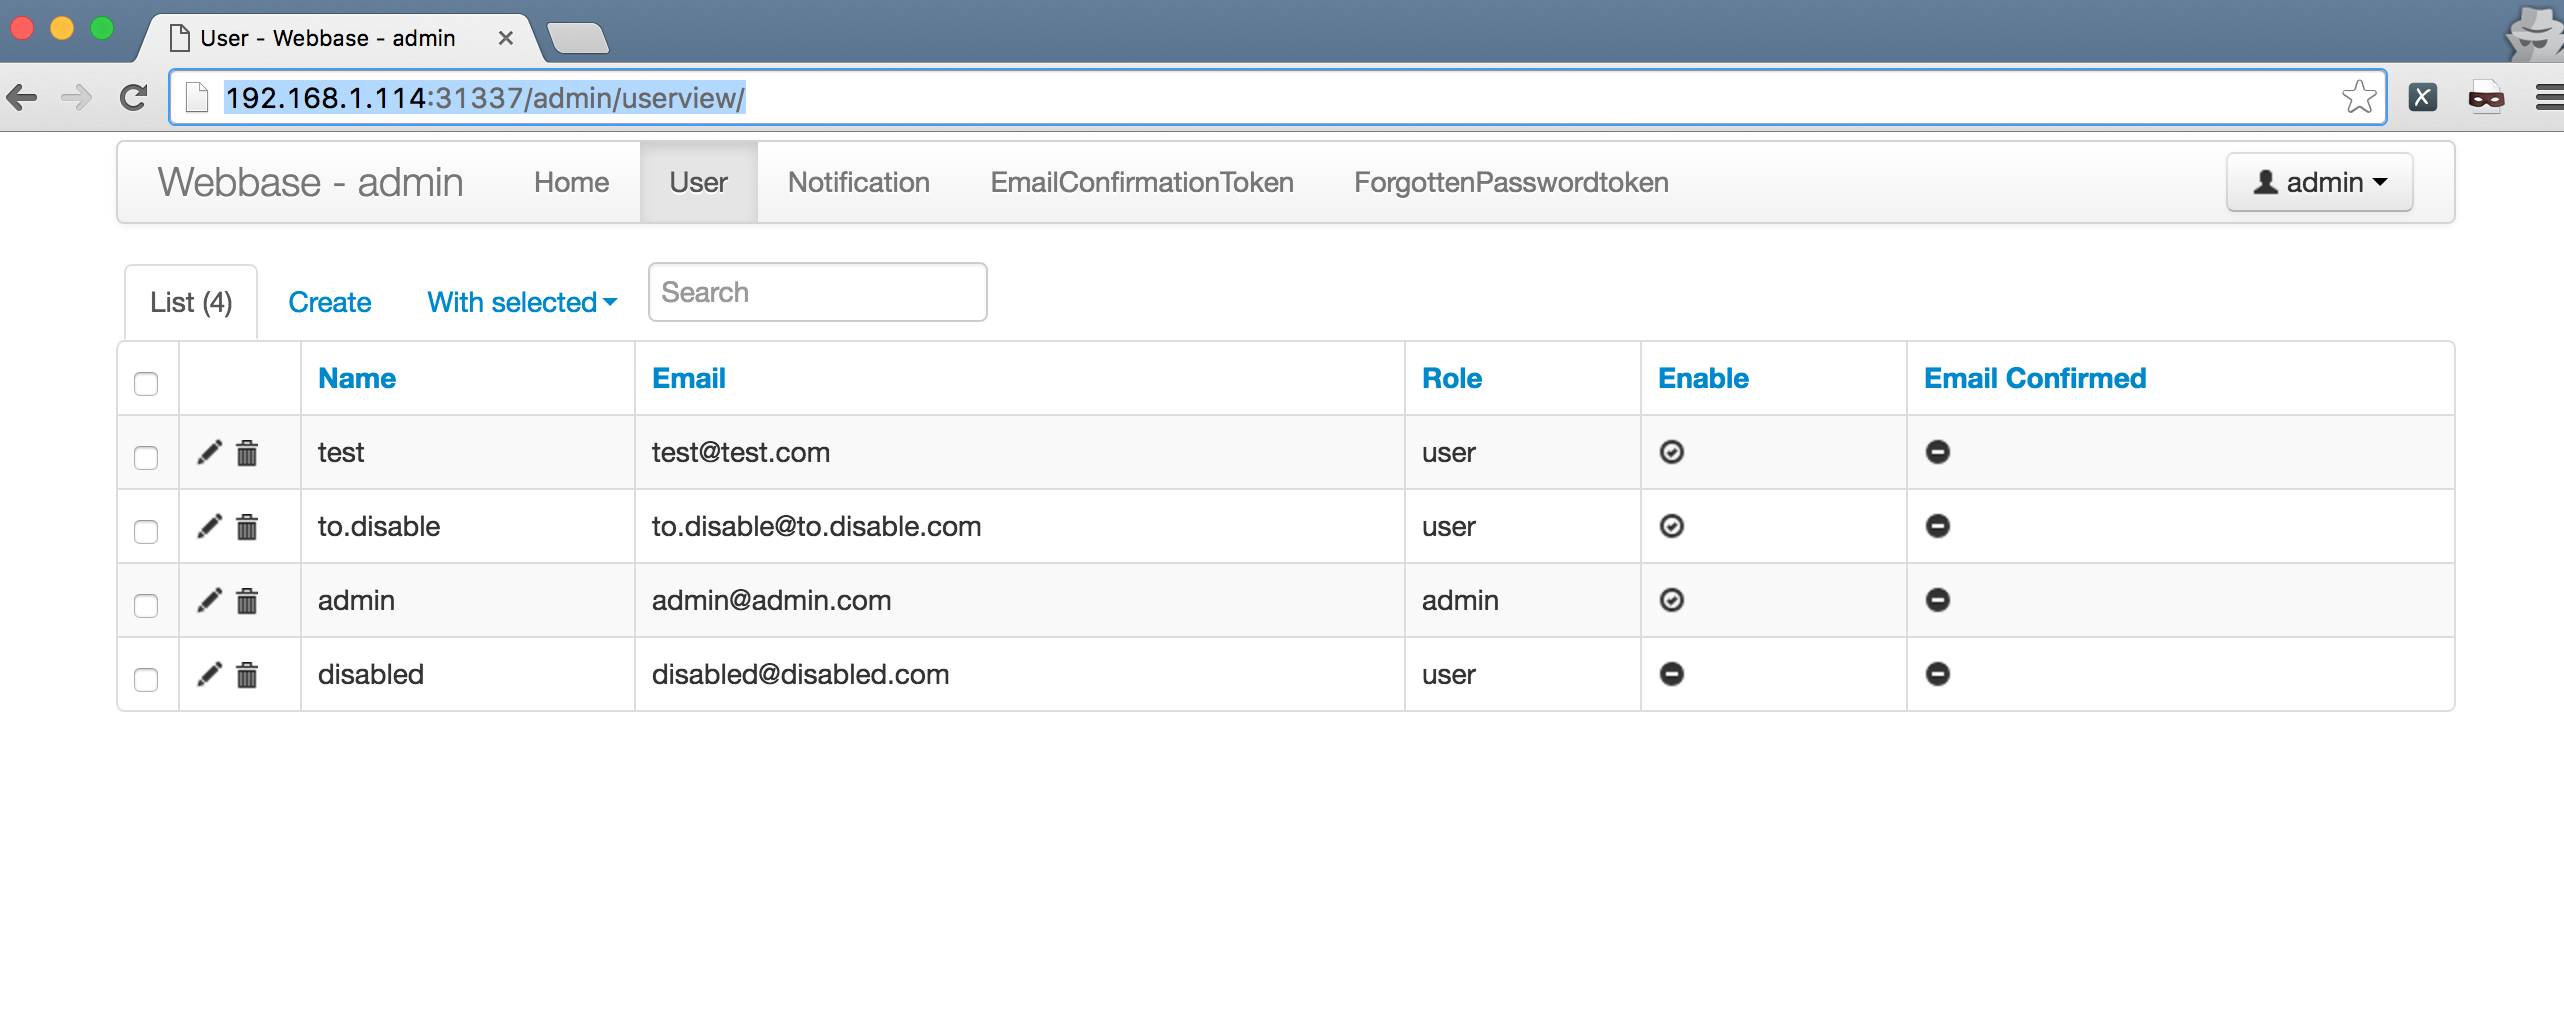 User - Webbase - admin
192.168.1.114:31337/admin/userview/
Webbase - admin Home User Notification EmailConfirmationToken ForgottenPasswordtoken admin
List (4) Create With selected Search
Name Email Role Enable Email Confirmed
test test@test.com user
to.disable to.disable@to.disable.com user
admin admin@admin.com admin
disabled disabled@disabled.com user